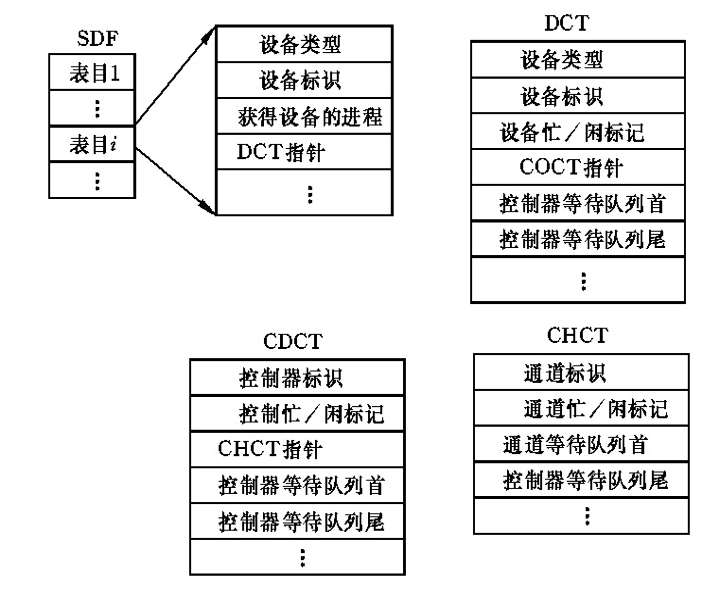 SDF
表目1
⋮
表目i
⋮
设备类型
设备标识
获得设备的进程
DCT指针
⋮
DCT
设备类型
设备标识
设备忙／闲标记
COCT指针
控制器等待队列首
控制器等待队列尾
⋮
CDCT
控制器标识
控制忙／闲标记
CHCT指针
控制器等待队列首
控制器等待队列尾
⋮
CHCT
通道标识
通道忙／闲标记
通道等待队列首
控制器等待队列尾
⋮